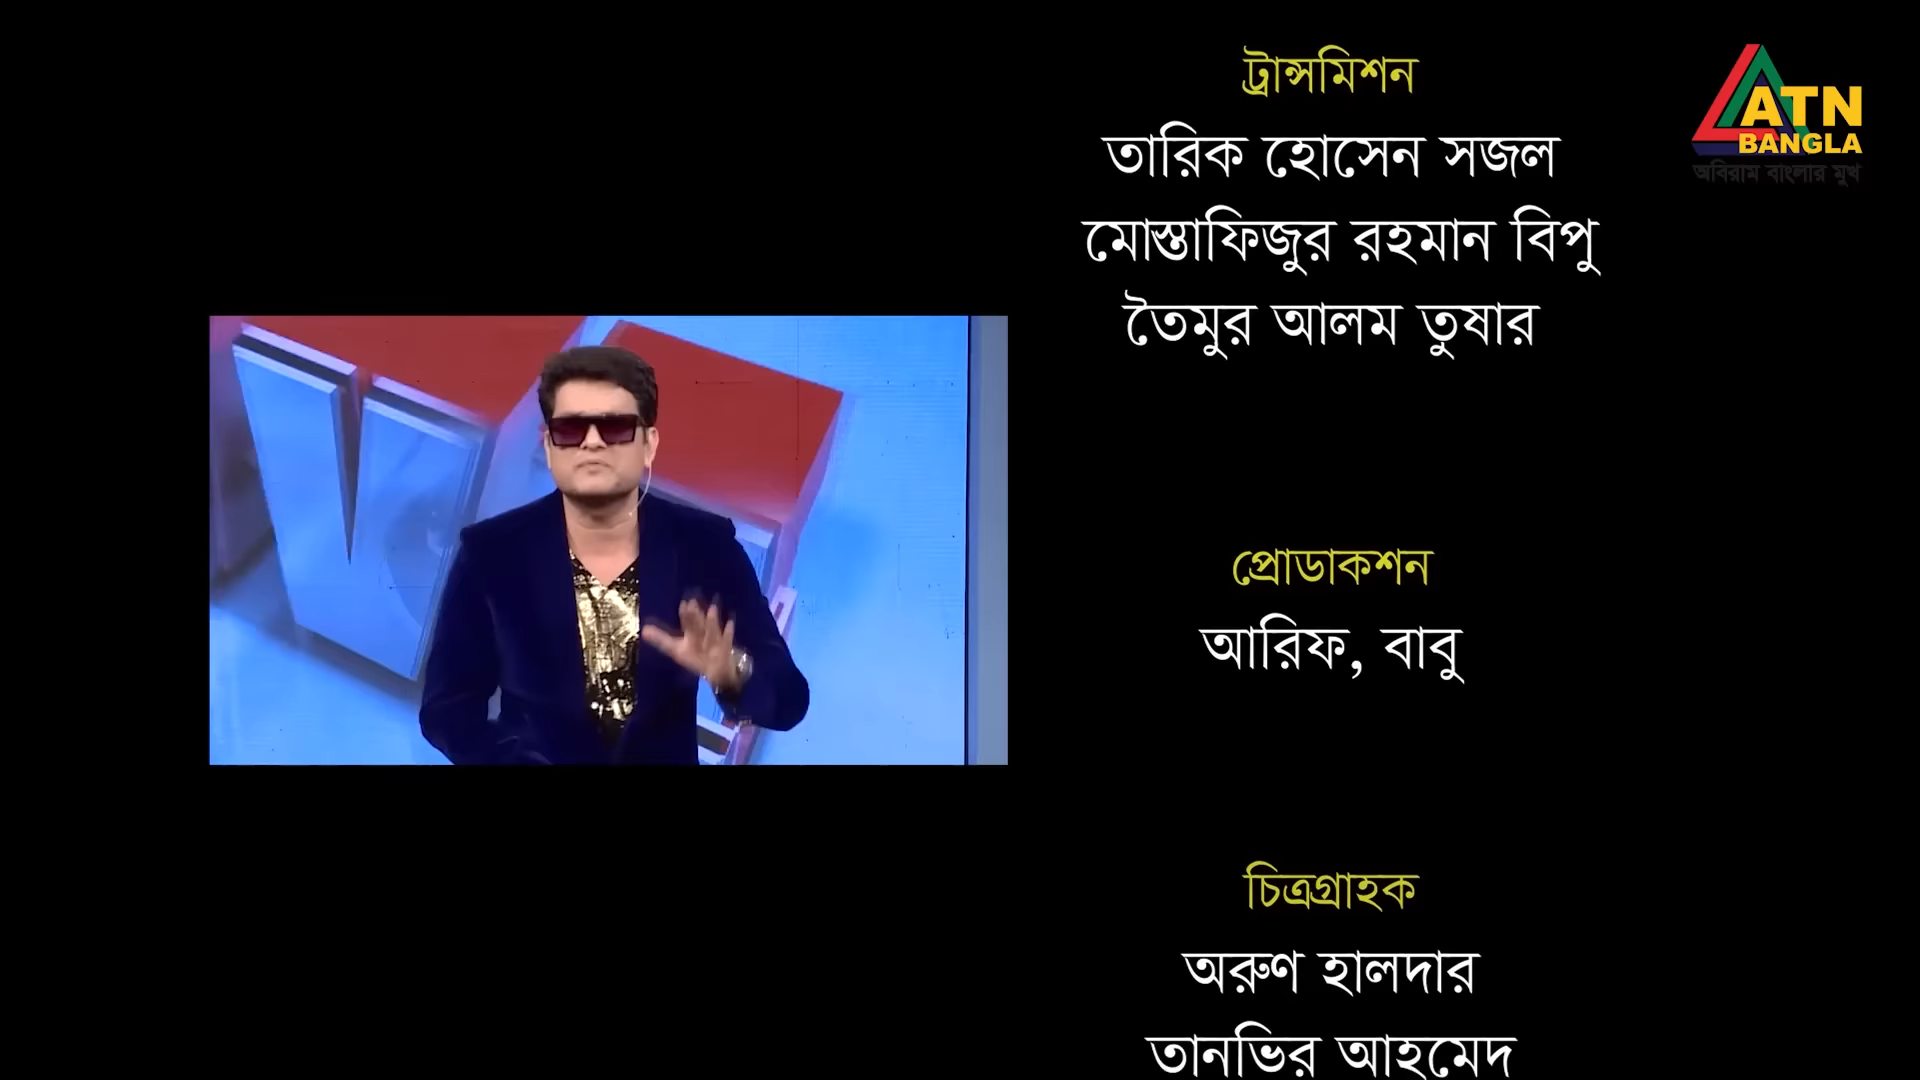 ট্রান্সমিশন
তারিক হোসেন সজল
মোস্তাফিজুর রহমান বিপু
তৈমুর আলম তুষার
প্রোডাকশন
আরিফ, বাবু
চিত্রগ্রাহক
অরুণ হালদার
তানভির আহমেদ
ATN
BANGLA
অবিরাম বাংলার মুখ